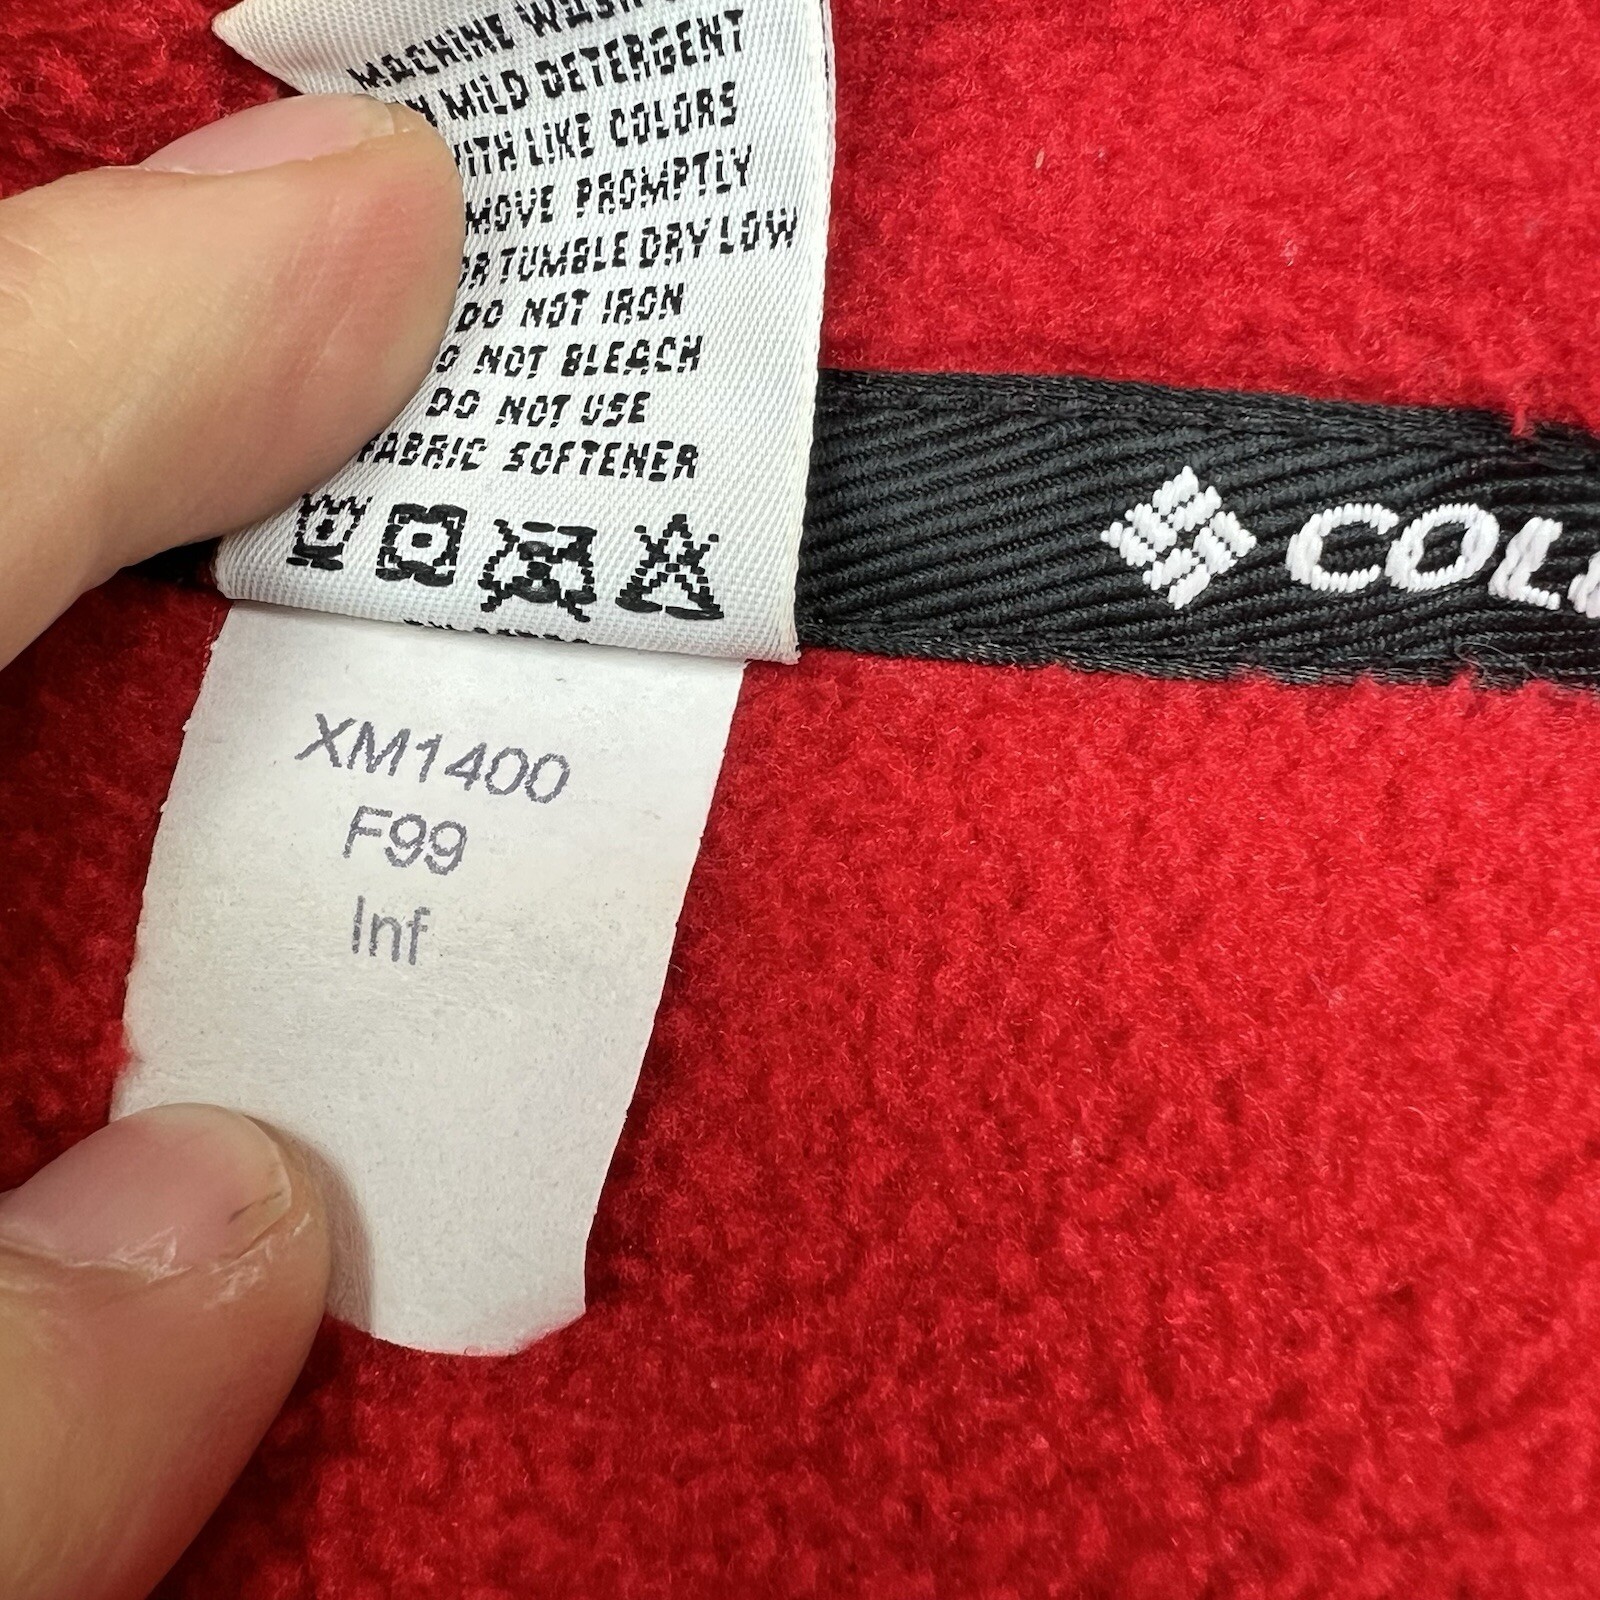 MACHINE WASH
MILD DETERGENT
WITH LIKE COLORS
MOVE PROMPTLY
OR TUMBLE DRY LOW
DO NOT IRON
O NOT BLEACH
DO NOT USE
FABRIC SOFTENER
XM1400
F99
Inf
COL